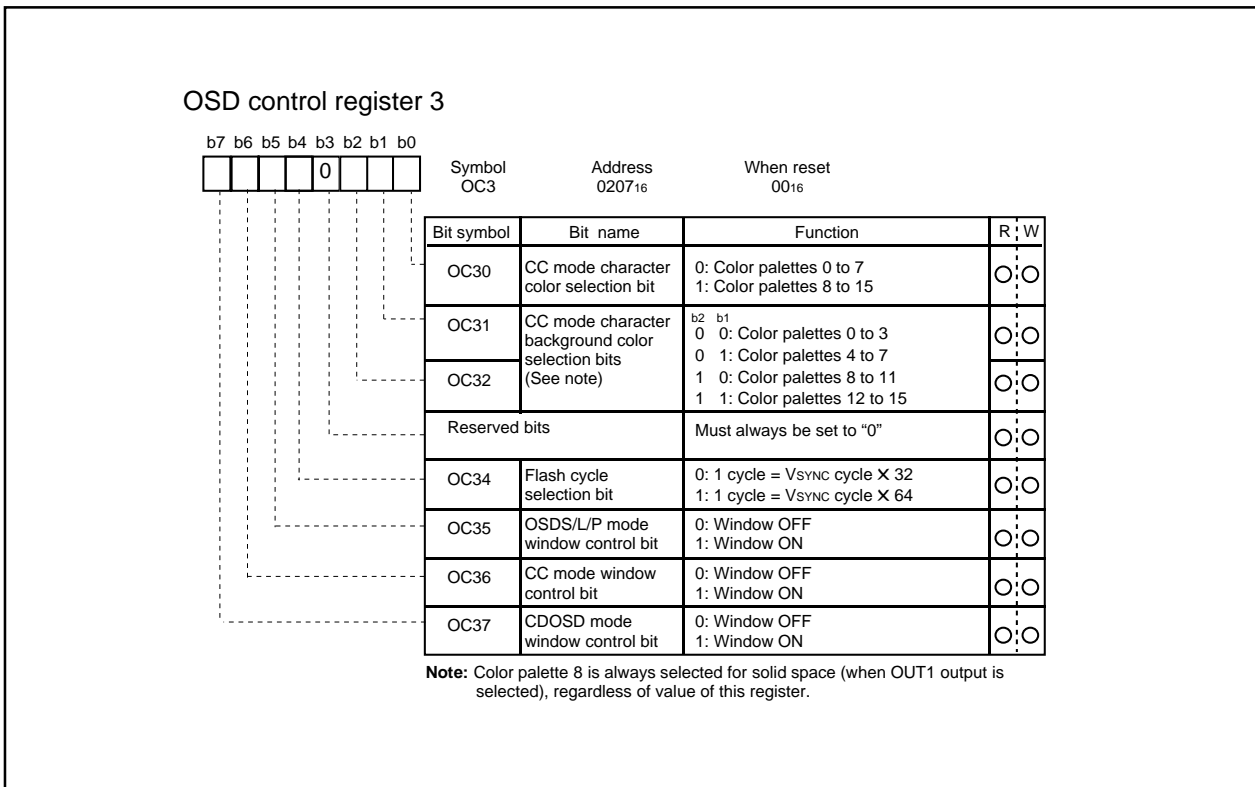 OSD control register 3
b7 b6 b5 b4 b3 b2 b1 b0
0
Symbol Address When reset
OC3 020716 0016
Bit symbol Bit name Function R W
OC30 CC mode character 0: Color palettes 0 to 7
color selection bit 1: Color palettes 8 to 15
OC31 CC mode character b2 b1
background color 0 0: Color palettes 0 to 3
selection bits 0 1: Color palettes 4 to 7
OC32 (See note) 1 0: Color palettes 8 to 11
1 1: Color palettes 12 to 15
Reserved bits Must always be set to “0”
OC34 Flash cycle 0: 1 cycle = VSYNC cycle X 32
selection bit 1: 1 cycle = VSYNC cycle X 64
OC35 OSDS/L/P mode 0: Window OFF
window control bit 1: Window ON
OC36 CC mode window 0: Window OFF
control bit 1: Window ON
OC37 CDOSD mode 0: Window OFF
window control bit 1: Window ON
Note: Color palette 8 is always selected for solid space (when OUT1 output is
selected), regardless of value of this register.